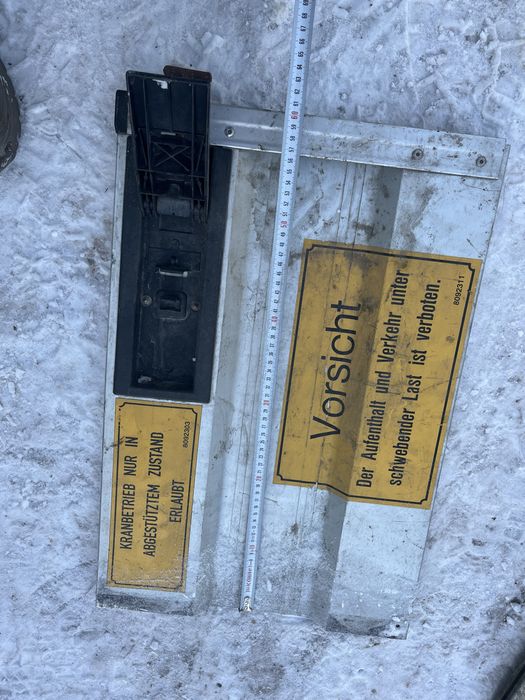 Vorsicht
Der Aufenthalt und Verkehr unter
schwebender Last ist verboten.
8092311
KRANBETRIEB NUR IN
ABGESTÜTZTEM ZUSTAND
ERLAUBT
8092303